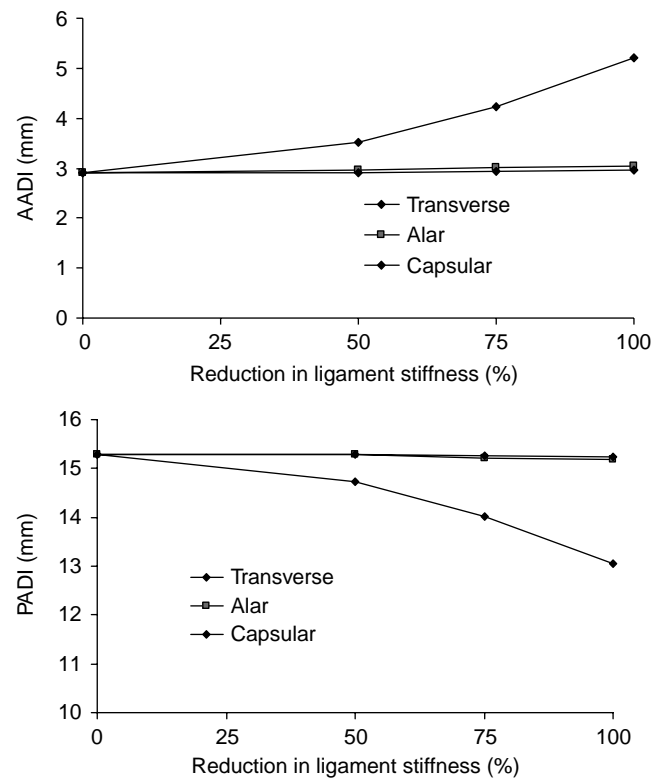 6
5
4
3
2
1
0
AADI (mm)
Transverse
Alar
Capsular
0 25 50 75 100
Reduction in ligament stiffness (%)
16
15
14
13
12
11
10
PADI (mm)
Transverse
Alar
Capsular
0 25 50 75 100
Reduction in ligament stiffness (%)